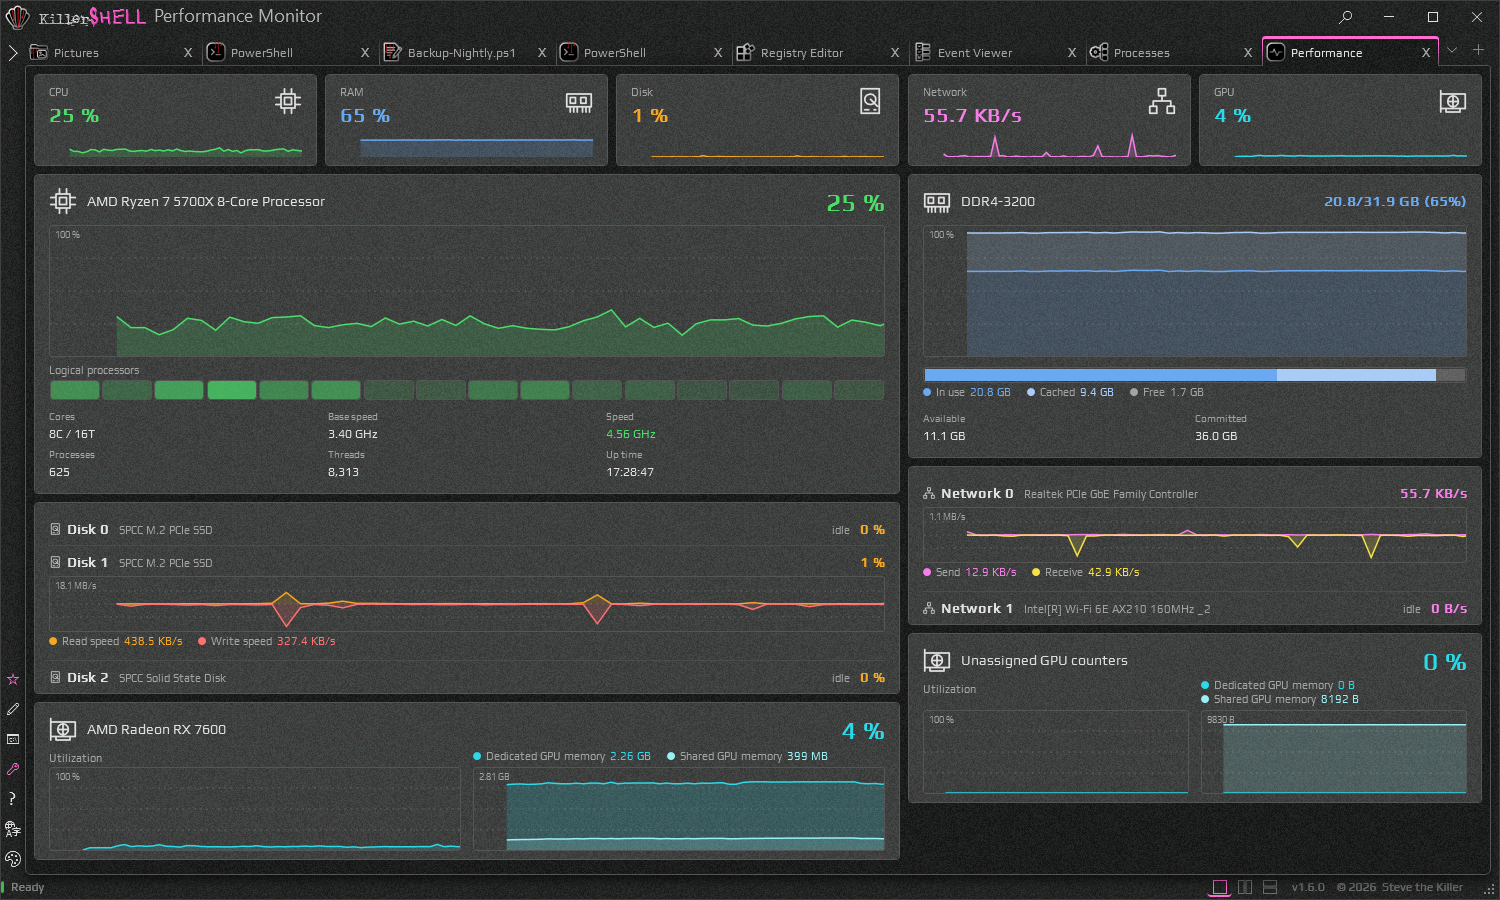 KillerSHELL Performance Monitor
Pictures X
PowerShell X
Backup-Nightly.ps1 X
PowerShell X
Registry Editor X
Event Viewer X
Processes X
Performance X
CPU
25 %
RAM
65 %
Disk
1 %
Network
55.7 KB/s
GPU
4 %
AMD Ryzen 7 5700X 8-Core Processor 25 %
100 %
Logical processors
Cores Base speed Speed
8C / 16T 3.40 GHz 4.56 GHz
Processes Threads Up time
625 8,313 17:28:47
DDR4-3200 20.8/31.9 GB (65%)
100 %
In use 20.8 GB Cached 9.4 GB Free 1.7 GB
Available Committed
11.1 GB 36.0 GB
Disk 0 SPCC M.2 PCIe SSD idle 0 %
Disk 1 SPCC M.2 PCIe SSD 1 %
18.1 MB/s
Read speed 438.5 KB/s Write speed 327.4 KB/s
Disk 2 SPCC Solid State Disk idle 0 %
Network 0 Realtek PCIe GbE Family Controller 55.7 KB/s
1.1 MB/s
Send 12.9 KB/s Receive 42.9 KB/s
Network 1 Intel[R] Wi-Fi 6E AX210 160MHz _2 idle 0 B/s
AMD Radeon RX 7600 4 %
Utilization Dedicated GPU memory 2.26 GB Shared GPU memory 399 MB
100 % 2.81 GB
Unassigned GPU counters 0 %
Utilization
Dedicated GPU memory 0 B
Shared GPU memory 8192 B
100 % 9830 B
Ready v1.6.0 © 2026 Steve the Killer